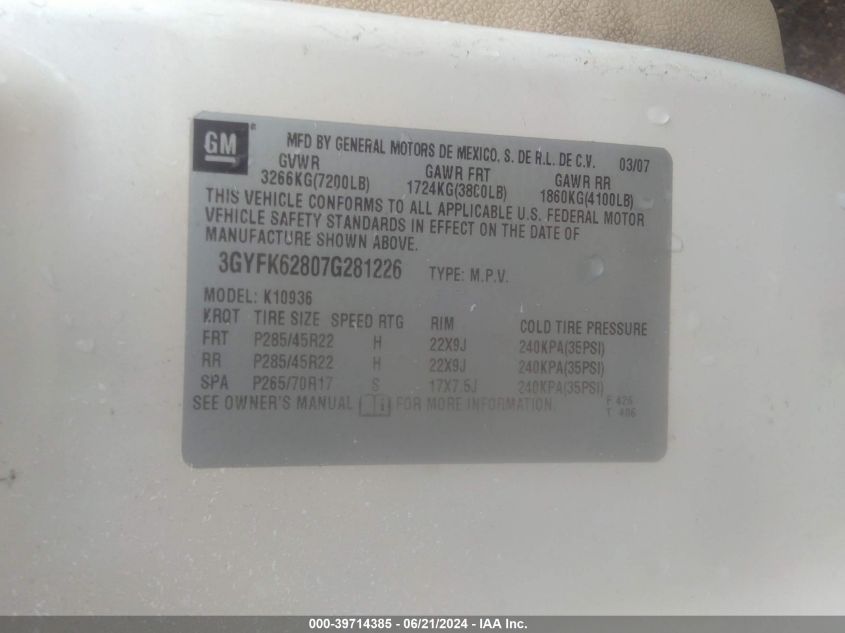 GM ® MFD BY GENERAL MOTORS DE MEXICO, S. DE R.L. DE C.V. 03/07
GVWR GAWR FRT GAWR RR
3266KG(7200LB) 1724KG(3800LB) 1860KG(4100LB)
THIS VEHICLE CONFORMS TO ALL APPLICABLE U.S. FEDERAL MOTOR
VEHICLE SAFETY STANDARDS IN EFFECT ON THE DATE OF
MANUFACTURE SHOWN ABOVE.
3GYFK62807G281226 TYPE: M.P.V.
MODEL: K10936
KRQT TIRE SIZE SPEED RTG RIM COLD TIRE PRESSURE
FRT P285/45R22 H 22X9J 240KPA(35PSI)
RR P285/45R22 H 22X9J 240KPA(35PSI)
SPA P265/70R17 S 17X7.5J 240KPA(35PSI)
SEE OWNER'S MANUAL FOR MORE INFORMATION.
F 426
T 406
000-39714385 - 06/21/2024 - IAA Inc.